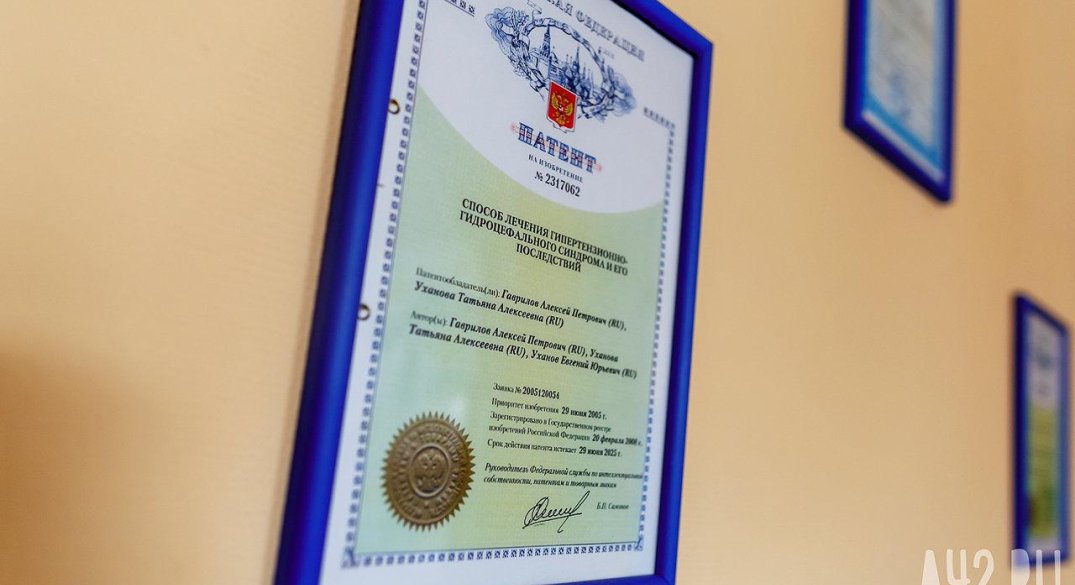 ФЕДЕРАЦИЯ
ПАТЕНТ
НА ИЗОБРЕТЕНИЕ
№ 2317062
СПОСОБ ЛЕЧЕНИЯ ГИПЕРТЕНЗИОННО-
ГИДРОЦЕФАЛЬНОГО СИНДРОМА И ЕГО
ПОСЛЕДСТВИЙ
Патентообладатель(ли): Гаврилов Алексей Петрович (RU),
Уханова Татьяна Алексеевна (RU)
Автор(ы): Гаврилов Алексей Петрович (RU), Уханова
Татьяна Алексеевна (RU), Уханов Евгений Юрьевич (RU)
Заявка № 2005120054
Приоритет изобретения 29 июня 2005 г.
Зарегистрировано в Государственном реестре
изобретений Российской Федерации 20 февраля 2008 г.
Срок действия патента истекает 29 июня 2025 г.
Руководитель Федеральной службы по интеллектуальной
собственности, патентам и товарным знакам
Б.П. Симонов
A42.RU